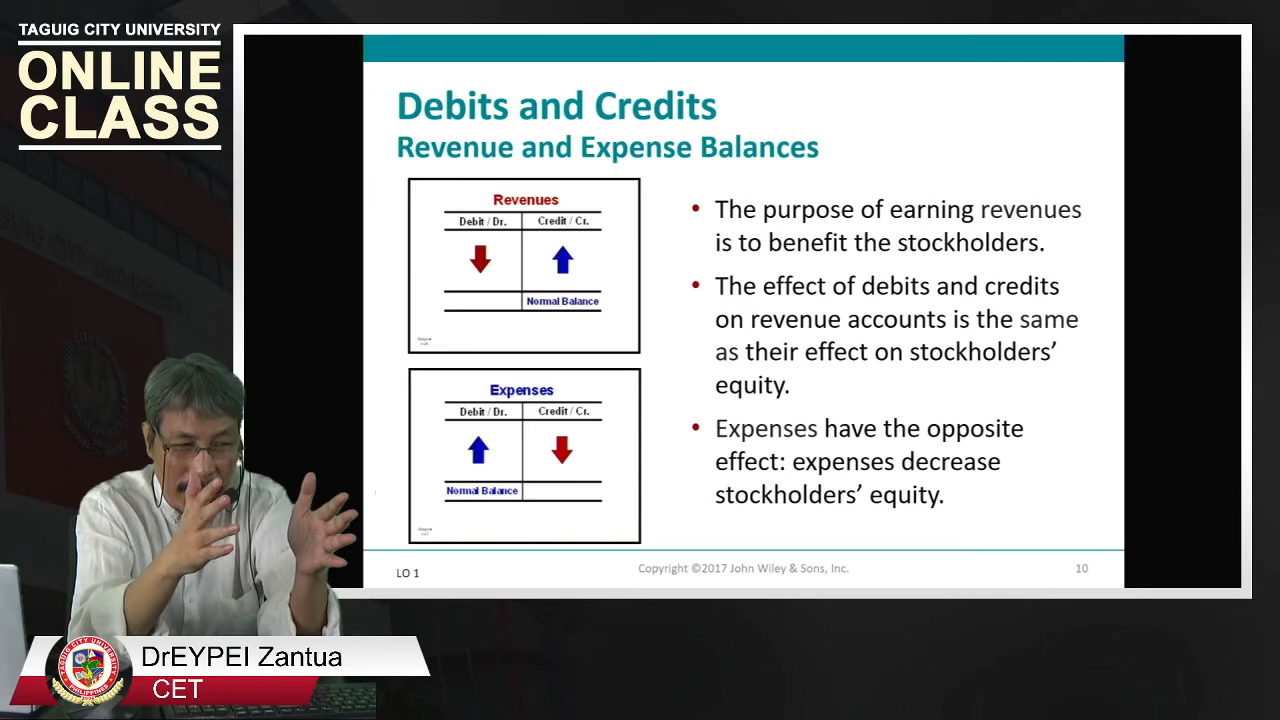 TAGUIG CITY UNIVERSITY
ONLINE
CLASS
Debits and Credits
Revenue and Expense Balances
Revenues
Debit / Dr.
Credit / Cr.
Normal Balance
Expenses
Debit / Dr.
Credit / Cr.
Normal Balance
• The purpose of earning revenues
is to benefit the stockholders.
• The effect of debits and credits
on revenue accounts is the same
as their effect on stockholders’
equity.
• Expenses have the opposite
effect: expenses decrease
stockholders’ equity.
LO 1
Copyright ©2017 John Wiley & Sons, Inc.
10
DrEYPEI Zantua
CET